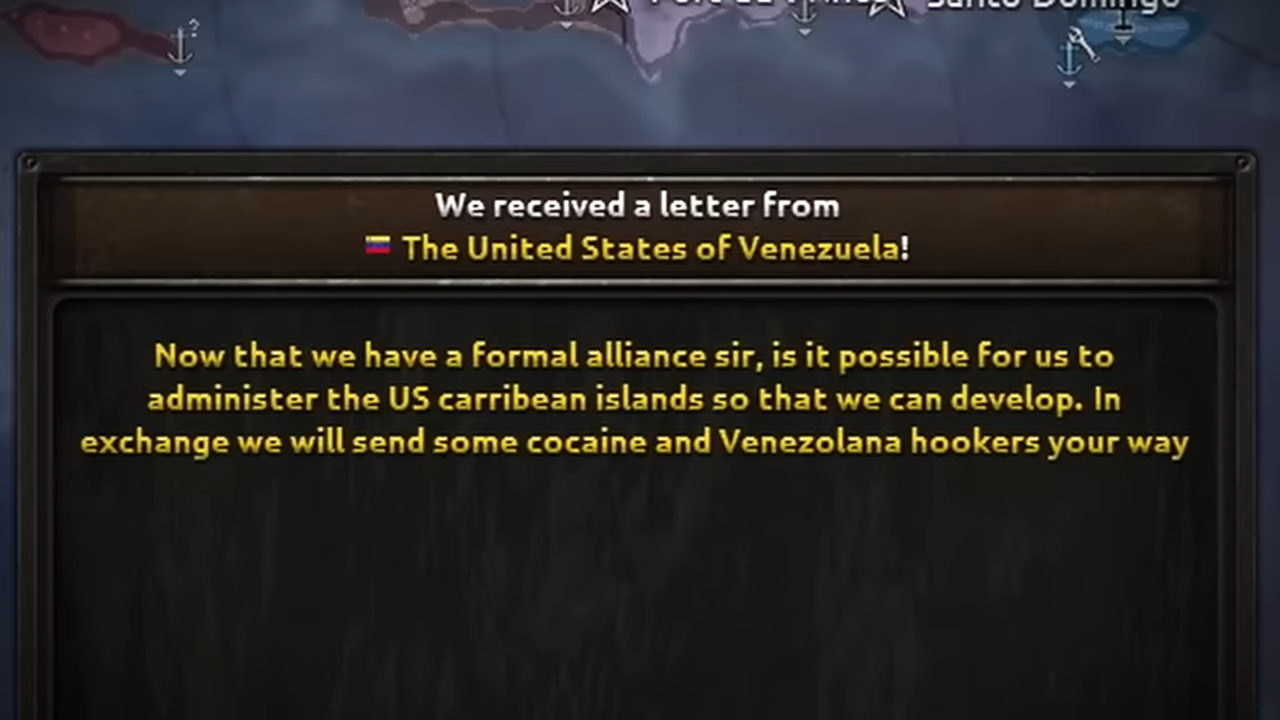 Santo Domingo
We received a letter from
The United States of Venezuela!
Now that we have a formal alliance sir, is it possible for us to
administer the US carribean islands so that we can develop. In
exchange we will send some cocaine and Venezolana hookers your way